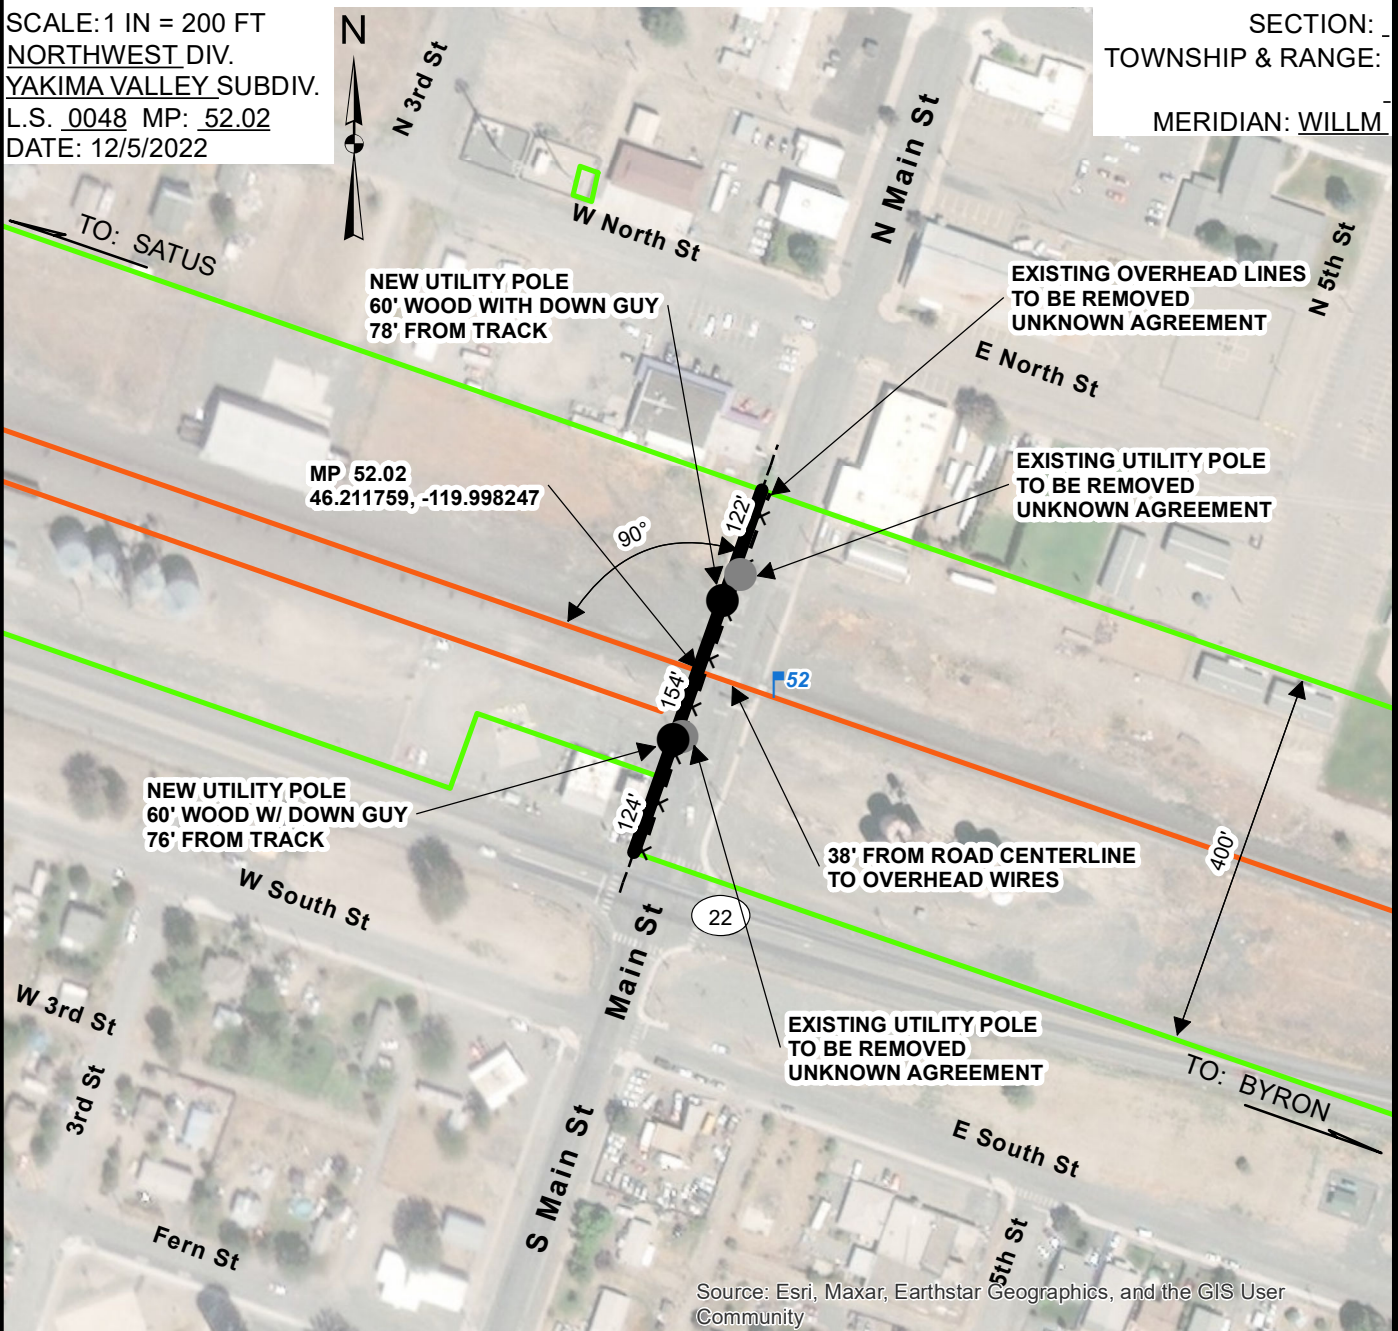 SCALE: 1 IN = 200 FT
NORTHWEST DIV.
YAKIMA VALLEY SUBDIV.
L.S. 0048 MP: 52.02
DATE: 12/5/2022
N
SECTION: _
TOWNSHIP & RANGE:
_
MERIDIAN: WILLM
N 3rd St
N Main St
N 5th St
W North St
TO: SATUS
NEW UTILITY POLE
60' WOOD WITH DOWN GUY
78' FROM TRACK
EXISTING OVERHEAD LINES
TO BE REMOVED
UNKNOWN AGREEMENT
E North St
MP 52.02
46.211759, -119.998247
EXISTING UTILITY POLE
TO BE REMOVED
UNKNOWN AGREEMENT
122'
90°
154'
52
NEW UTILITY POLE
60' WOOD W/ DOWN GUY
76' FROM TRACK
124'
38' FROM ROAD CENTERLINE
TO OVERHEAD WIRES
400'
W South St
22
Main St
W 3rd St
EXISTING UTILITY POLE
TO BE REMOVED
UNKNOWN AGREEMENT
TO: BYRON
3rd St
E South St
S Main St
Fern St
5th St
Source: Esri, Maxar, Earthstar Geographics, and the GIS User
Community